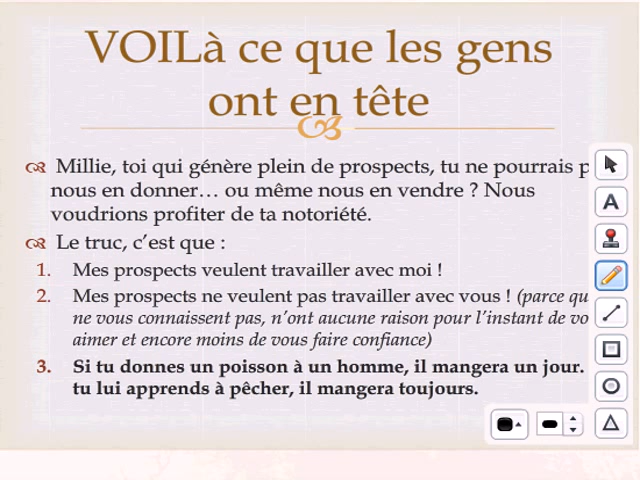 VOILà ce que les gens
ont en tête
Millie, toi qui génère plein de prospects, tu ne pourrais
nous en donner… ou même nous en vendre ? Nous
voudrions profiter de ta notoriété.
Le truc, c’est que :
1. Mes prospects veulent travailler avec moi !
2. Mes prospects ne veulent pas travailler avec vous ! (parce
ne vous connaissent pas, n’ont aucune raison pour l’instant de
aimer et encore moins de vous faire confiance)
3. Si tu donnes un poisson à un homme, il mangera un jour.
tu lui apprends à pêcher, il mangera toujours.
A